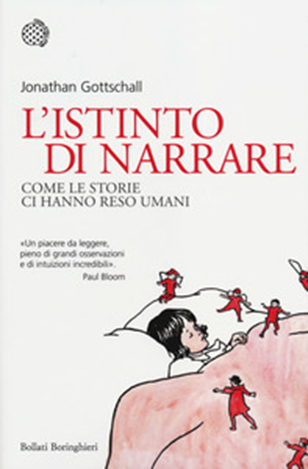 Jonathan Gottschall
L'ISTINTO
DI NARRARE
COME LE STORIE
CI HANNO RESO UMANI
«Un piacere da leggere,
pieno di grandi osservazioni
e di intuizioni incredibili».
Paul Bloom
Bollati Boringhieri